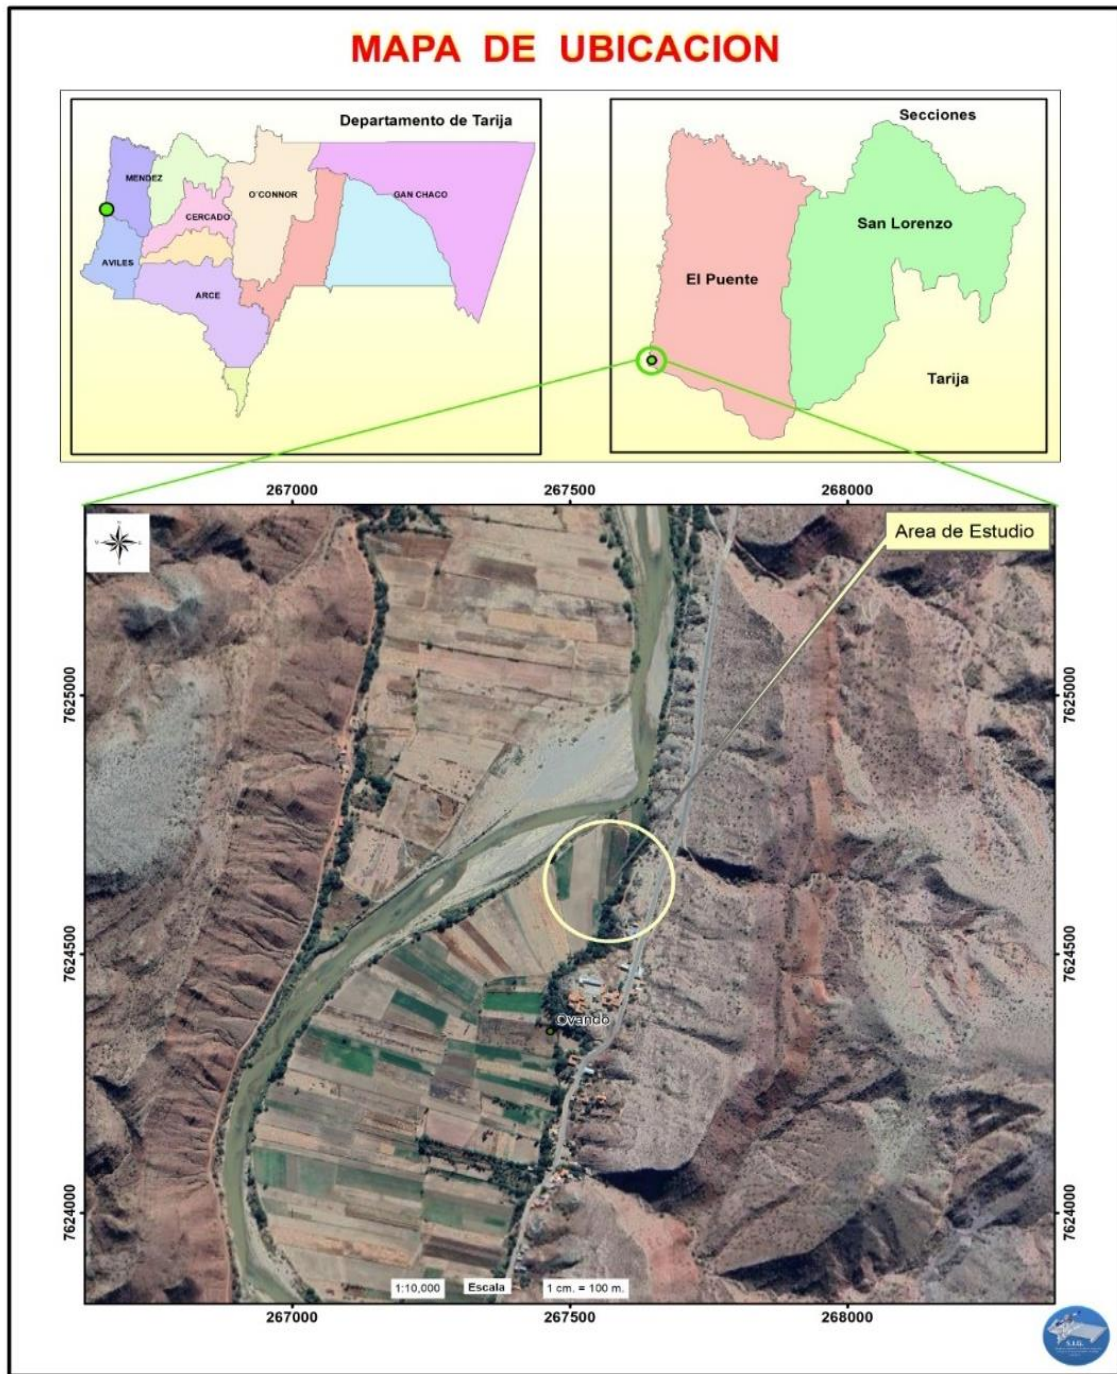 MAPA DE UBICACION
Departamento de Tarija
MENDEZ
O´CONNOR
GAN CHACO
CERCADO
AVILES
ARCE
Secciones
San Lorenzo
El Puente
Tarija
267000 267500 268000
Area de Estudio
7625000 7625000
7624500 7624500
Ovando
7624000 7624000
1:10,000 Escala 1 cm. = 100 m.
267000 267500 268000
S.I.G.